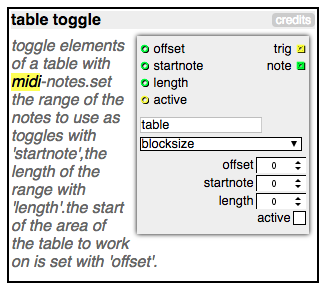 table toggle
credits
toggle elements
of a table with
midi-notes.set
the range of the
notes to use as
toggles with
'startnote',the
length of the
range with
'length'.the start
of the area of
the table to work
on is set with 'offset'.
offset trig
startnote note
length
active
table
blocksize
offset 0
startnote 0
length 0
active